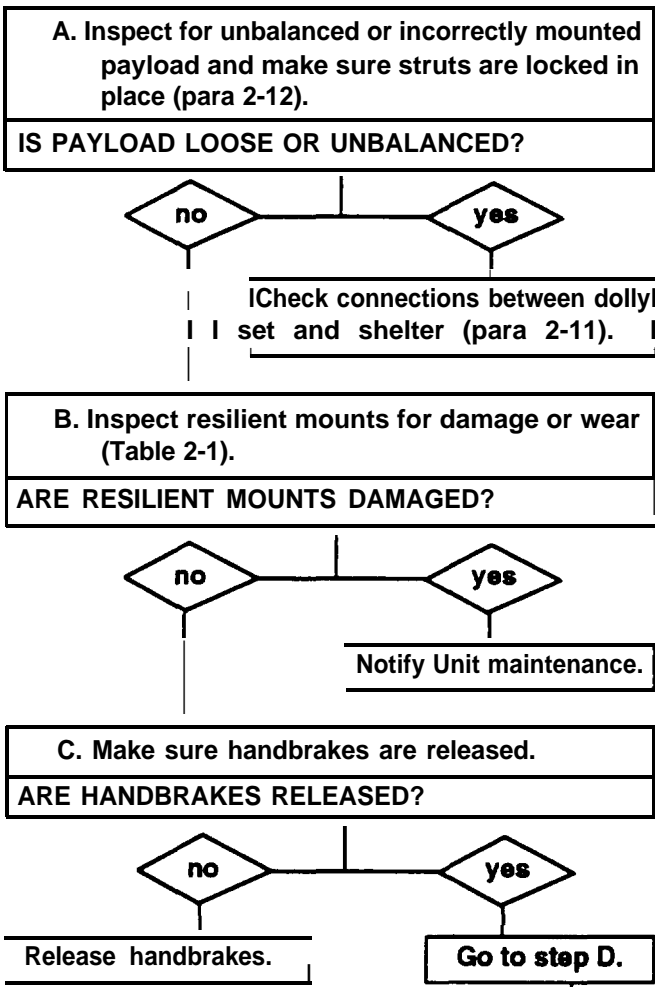 A. Inspect for unbalanced or incorrectly mounted
payload and make sure struts are locked in
place (para 2-12).
IS PAYLOAD LOOSE OR UNBALANCED?
no
yes
Check connections between dolly
set and shelter (para 2-11).
B. Inspect resilient mounts for damage or wear
(Table 2-1).
ARE RESILIENT MOUNTS DAMAGED?
no
yes
Notify Unit maintenance.
C. Make sure handbrakes are released.
ARE HANDBRAKES RELEASED?
no
yes
Release handbrakes.
Go to step D.